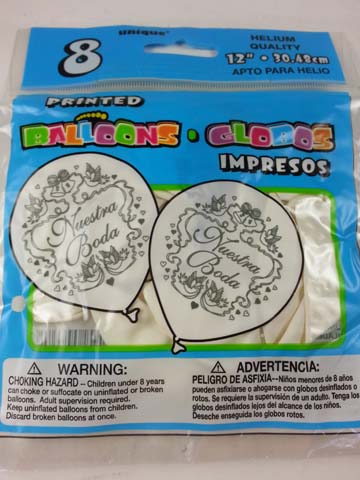 8
unique
HELIUM
QUALITY
12" • 30,48cm
APTO PARA HELIO
PRINTED
BALLOONS • GLOBOS
IMPRESOS
Nuestra
Boda
Nuestra
Boda
WARNING:
CHOKING HAZARD -- Children under 8 years
can choke or suffocate on uninflated or broken
balloons. Adult supervision required.
Keep uninflated balloons from children.
Discard broken balloons at once.
ADVERTENCIA:
PELIGRO DE ASFIXIA--Niños menores de 8 años
pueden asfixiarse o ahogarse con globos desinflados o
rotos. Se requiere la supervisión de un adulto. Tenga los
globos desinflados lejos del alcance de los niños.
Deseche enseguida los globos rotos.